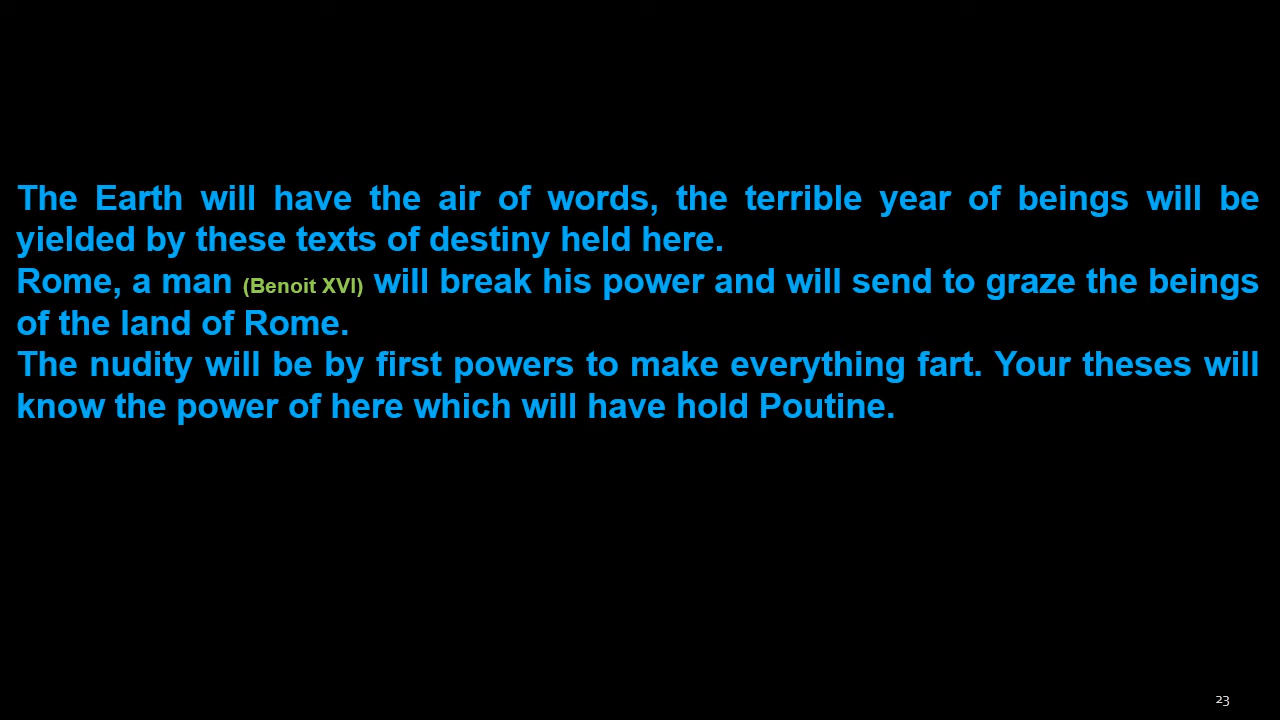 The Earth will have the air of words, the terrible year of beings will be
yielded by these texts of destiny held here.
Rome, a man (Benoit XVI) will break his power and will send to graze the beings
of the land of Rome.
The nudity will be by first powers to make everything fart. Your theses will
know the power of here which will have hold Poutine.
23